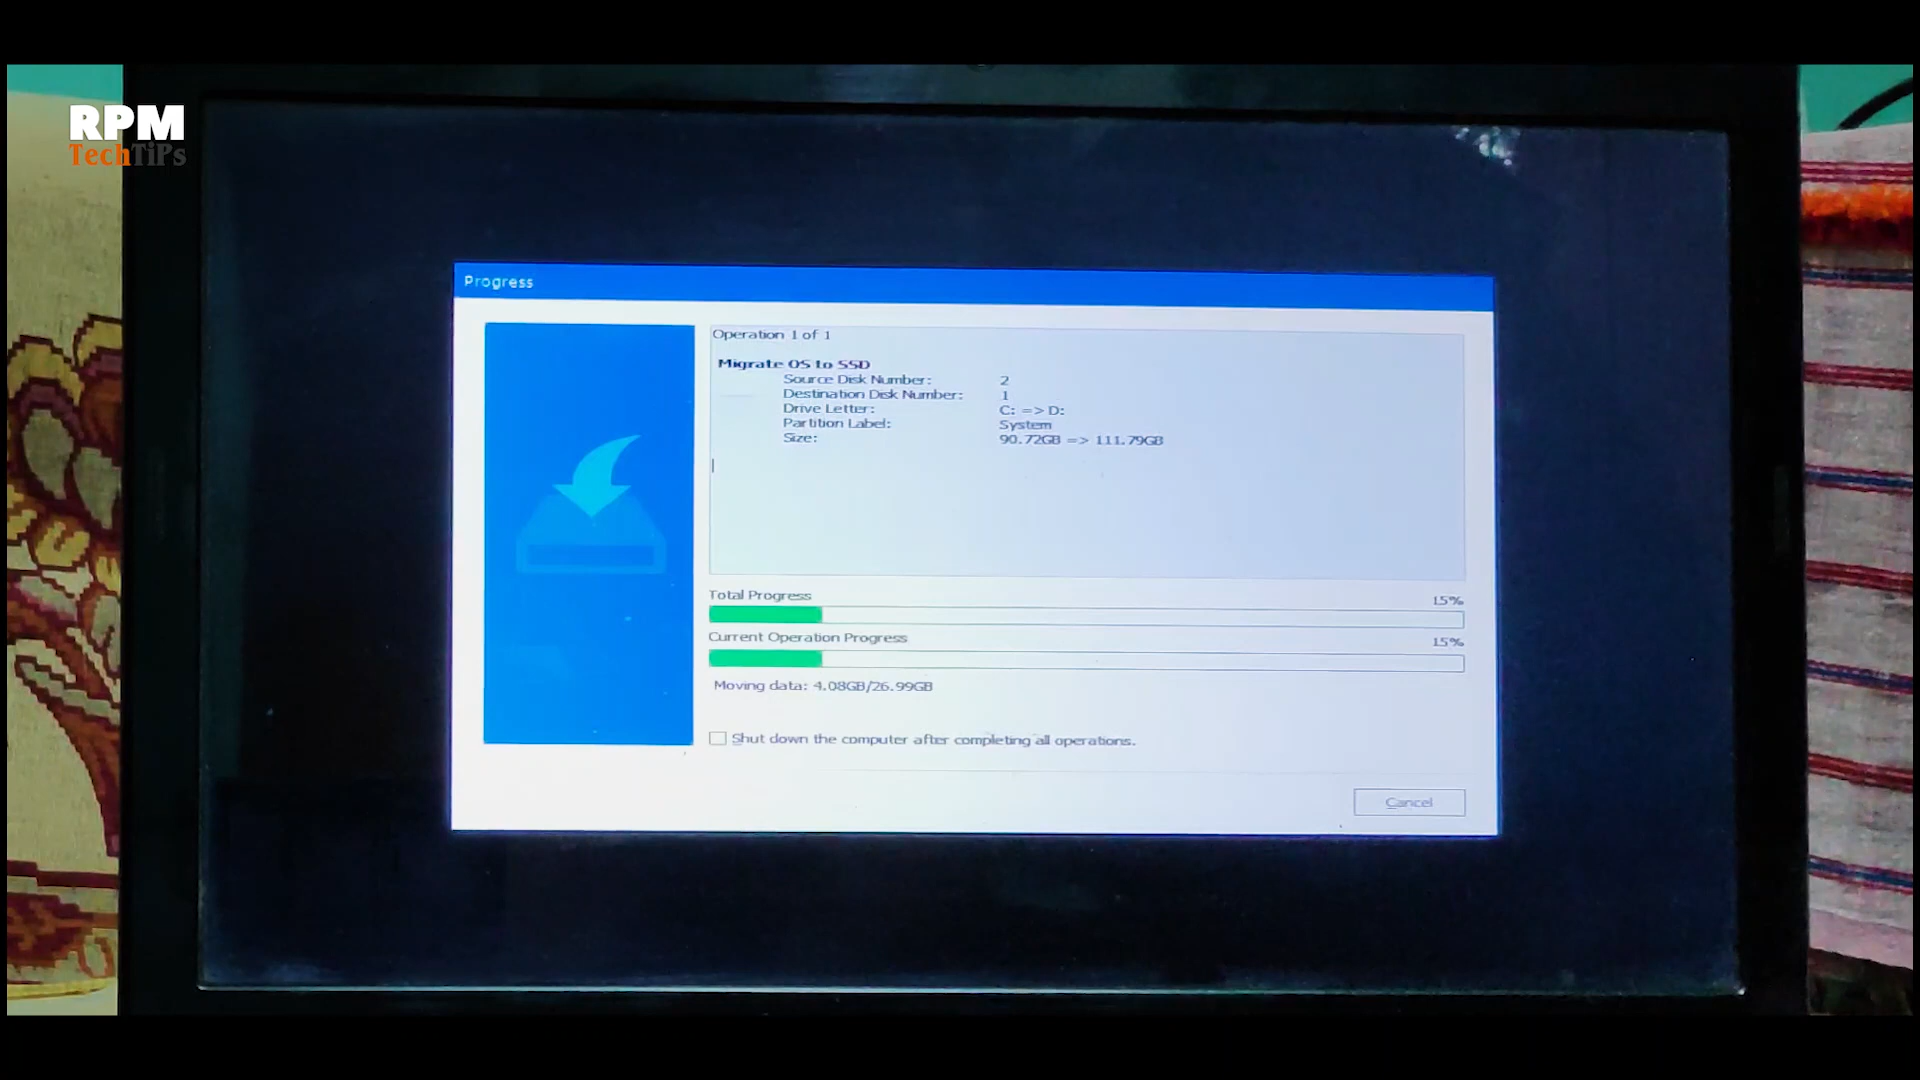 RPM
TechTiPs
Progress
Operation 1 of 1
Migrate OS to SSD
Source Disk Number: 2
Destination Disk Number: 1
Drive Letter: C: => D:
Partition Label: System
Size: 90.72GB => 111.79GB
Total Progress 15%
Current Operation Progress 15%
Moving data: 4.08GB/26.99GB
Shut down the computer after completing all operations.
Cancel